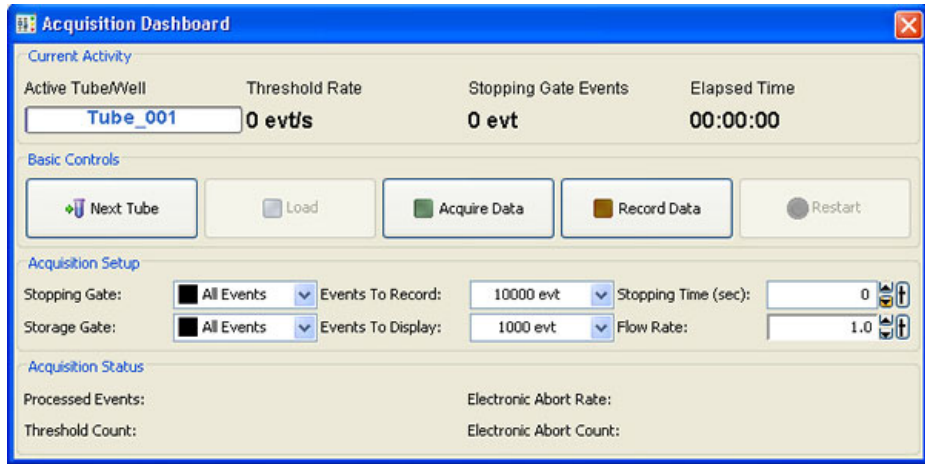 Acquisition Dashboard
Current Activity
Active Tube/Well Threshold Rate Stopping Gate Events Elapsed Time
Tube_001 0 evt/s 0 evt 00:00:00
Basic Controls
Next Tube Load Acquire Data Record Data Restart
Acquisition Setup
Stopping Gate: All Events Events To Record: 10000 evt Stopping Time (sec): 0
Storage Gate: All Events Events To Display: 1000 evt Flow Rate: 1.0
Acquisition Status
Processed Events: Electronic Abort Rate:
Threshold Count: Electronic Abort Count: